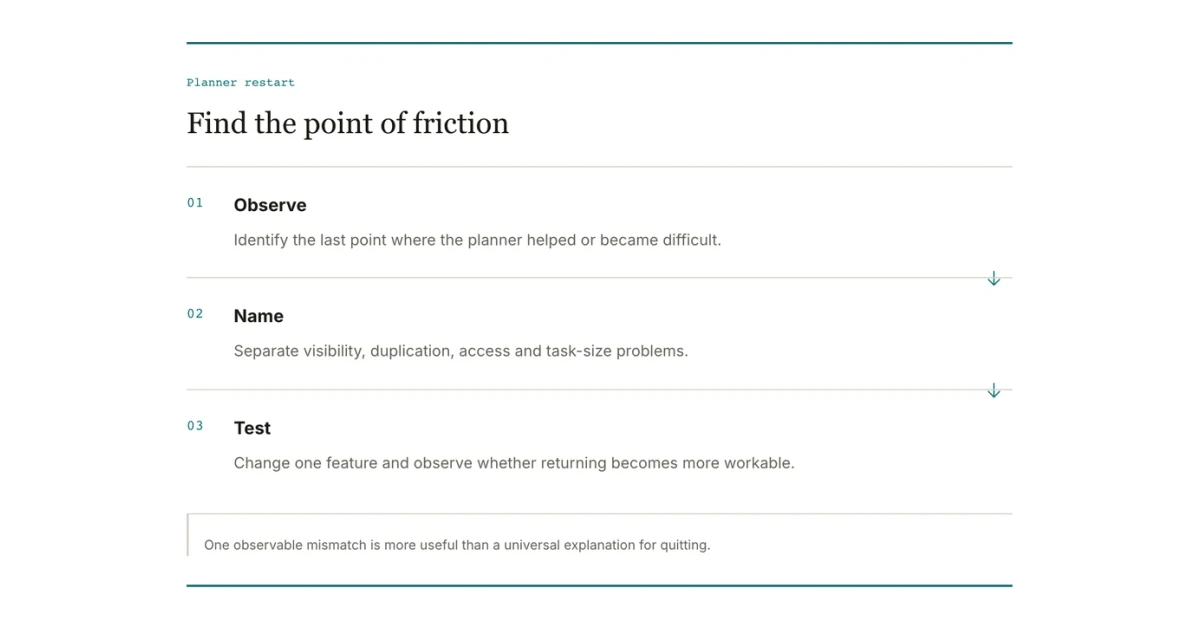 Planner restart
Find the point of friction
01
Observe
Identify the last point where the planner helped or became difficult.
02
Name
Separate visibility, duplication, access and task-size problems.
03
Test
Change one feature and observe whether returning becomes more workable.
One observable mismatch is more useful than a universal explanation for quitting.